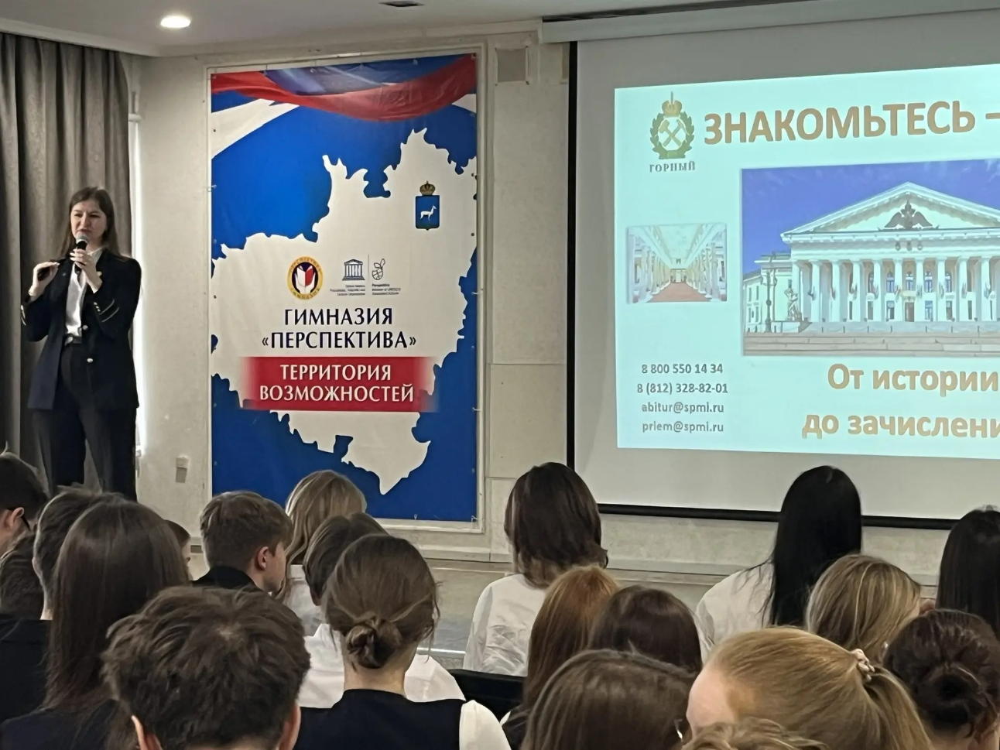 ГИМНАЗИЯ
«ПЕРСПЕКТИВА»
ТЕРРИТОРИЯ
ВОЗМОЖНОСТЕЙ
ЗНАКОМЬТЕСЬ –
ГОРНЫЙ
8 800 550 14 34
8 (812) 328-82-01
abitur@spmi.ru
priem@spmi.ru
От истории
до зачислени